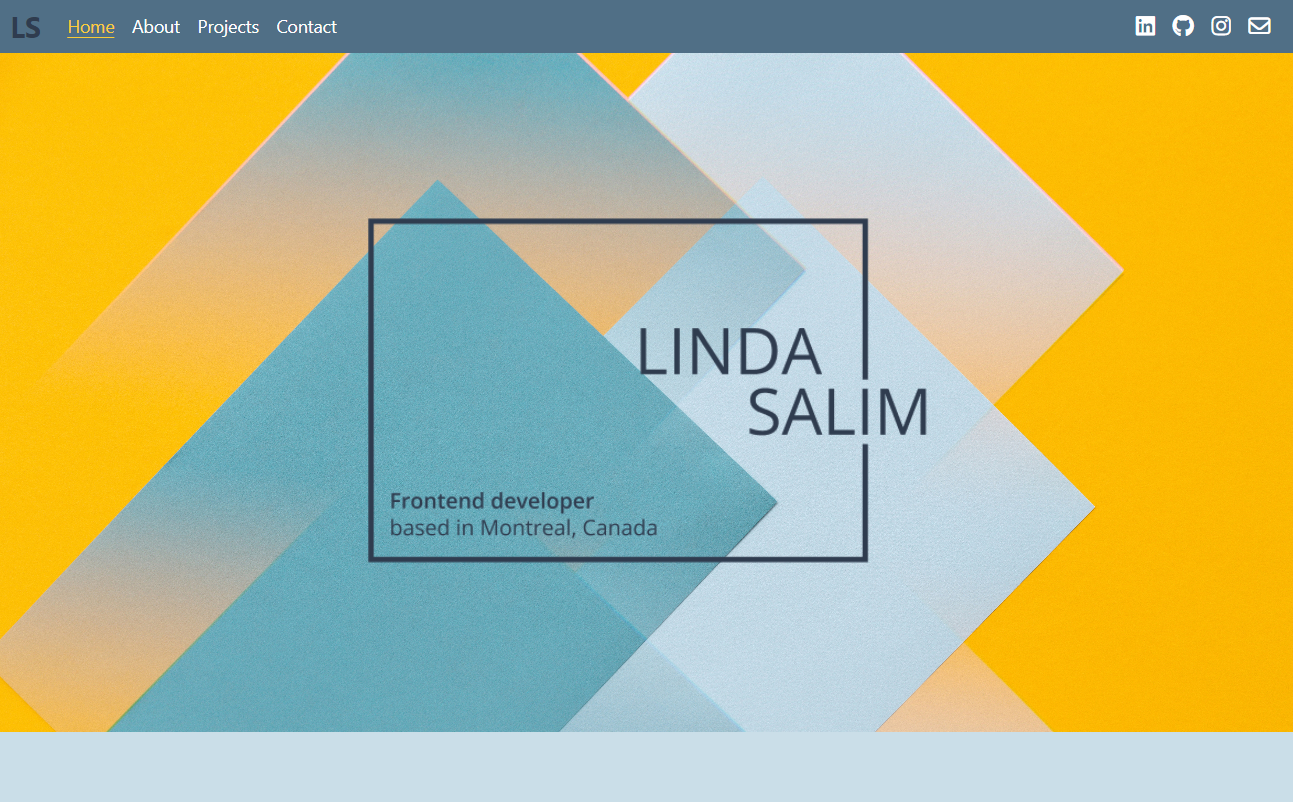 LS Home About Projects Contact
LINDA
SALIM
Frontend developer
based in Montreal, Canada